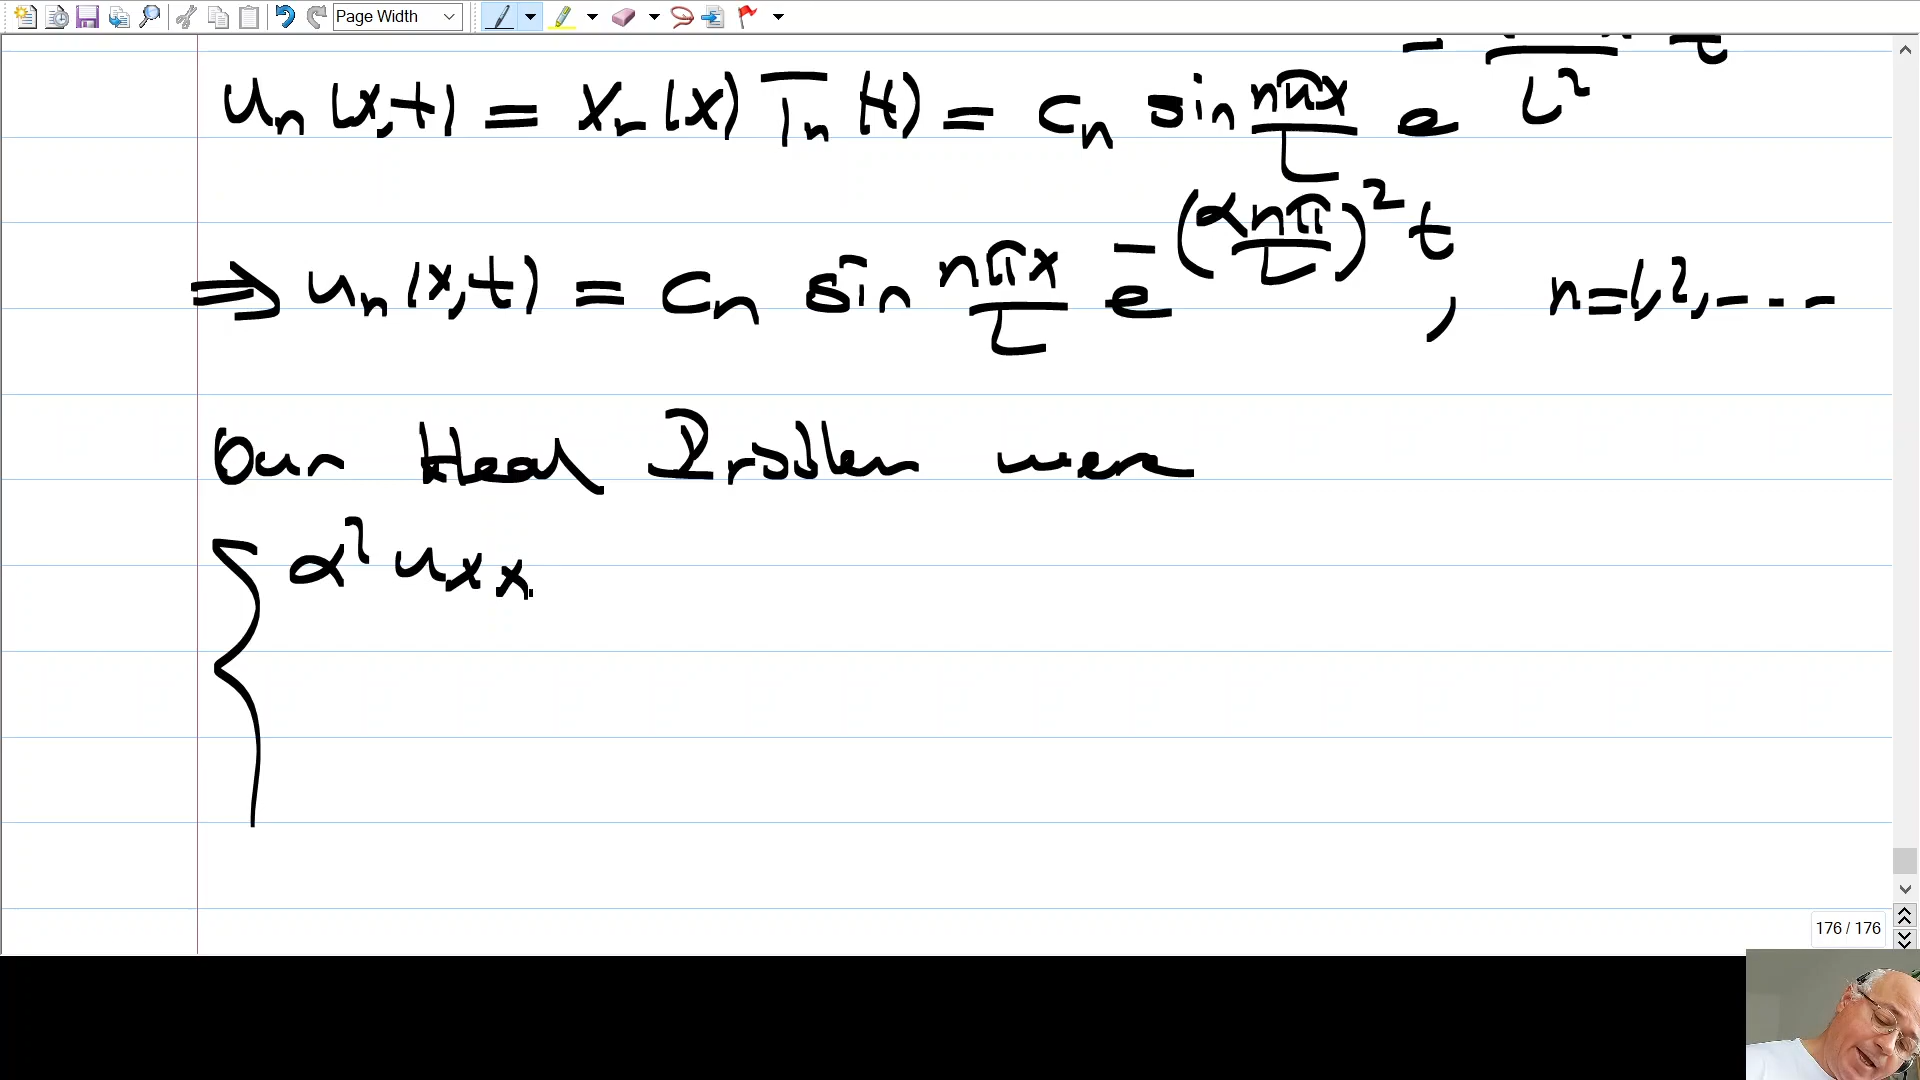 Page Width
uₙ(x,t) = Xₙ(x) Tₙ(t) = cₙ sin nπx/L e L² t
⇒ uₙ(x,t) = cₙ sin nπx/L e^-(αnπ/L)² t, n=1,2,----
Our Heat Problem were
{ α² uxx
176 / 176